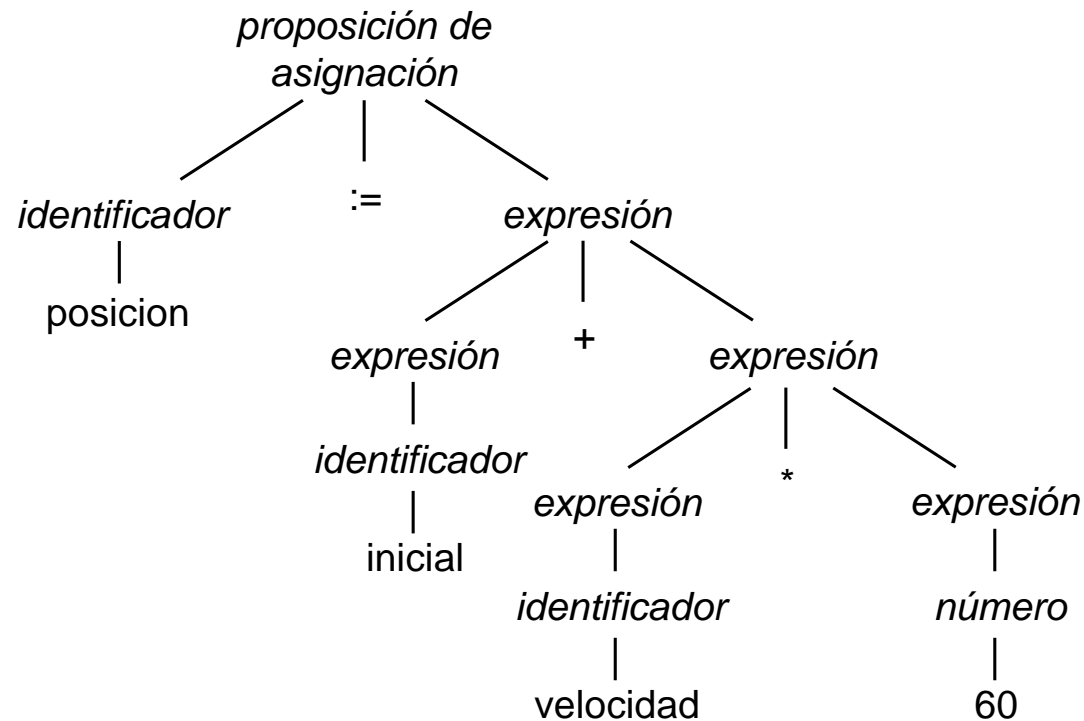 proposición de
asignación
identificador
:=
expresión
posicion
expresión
+
expresión
identificador
*
expresión
expresión
inicial
identificador
número
velocidad
60